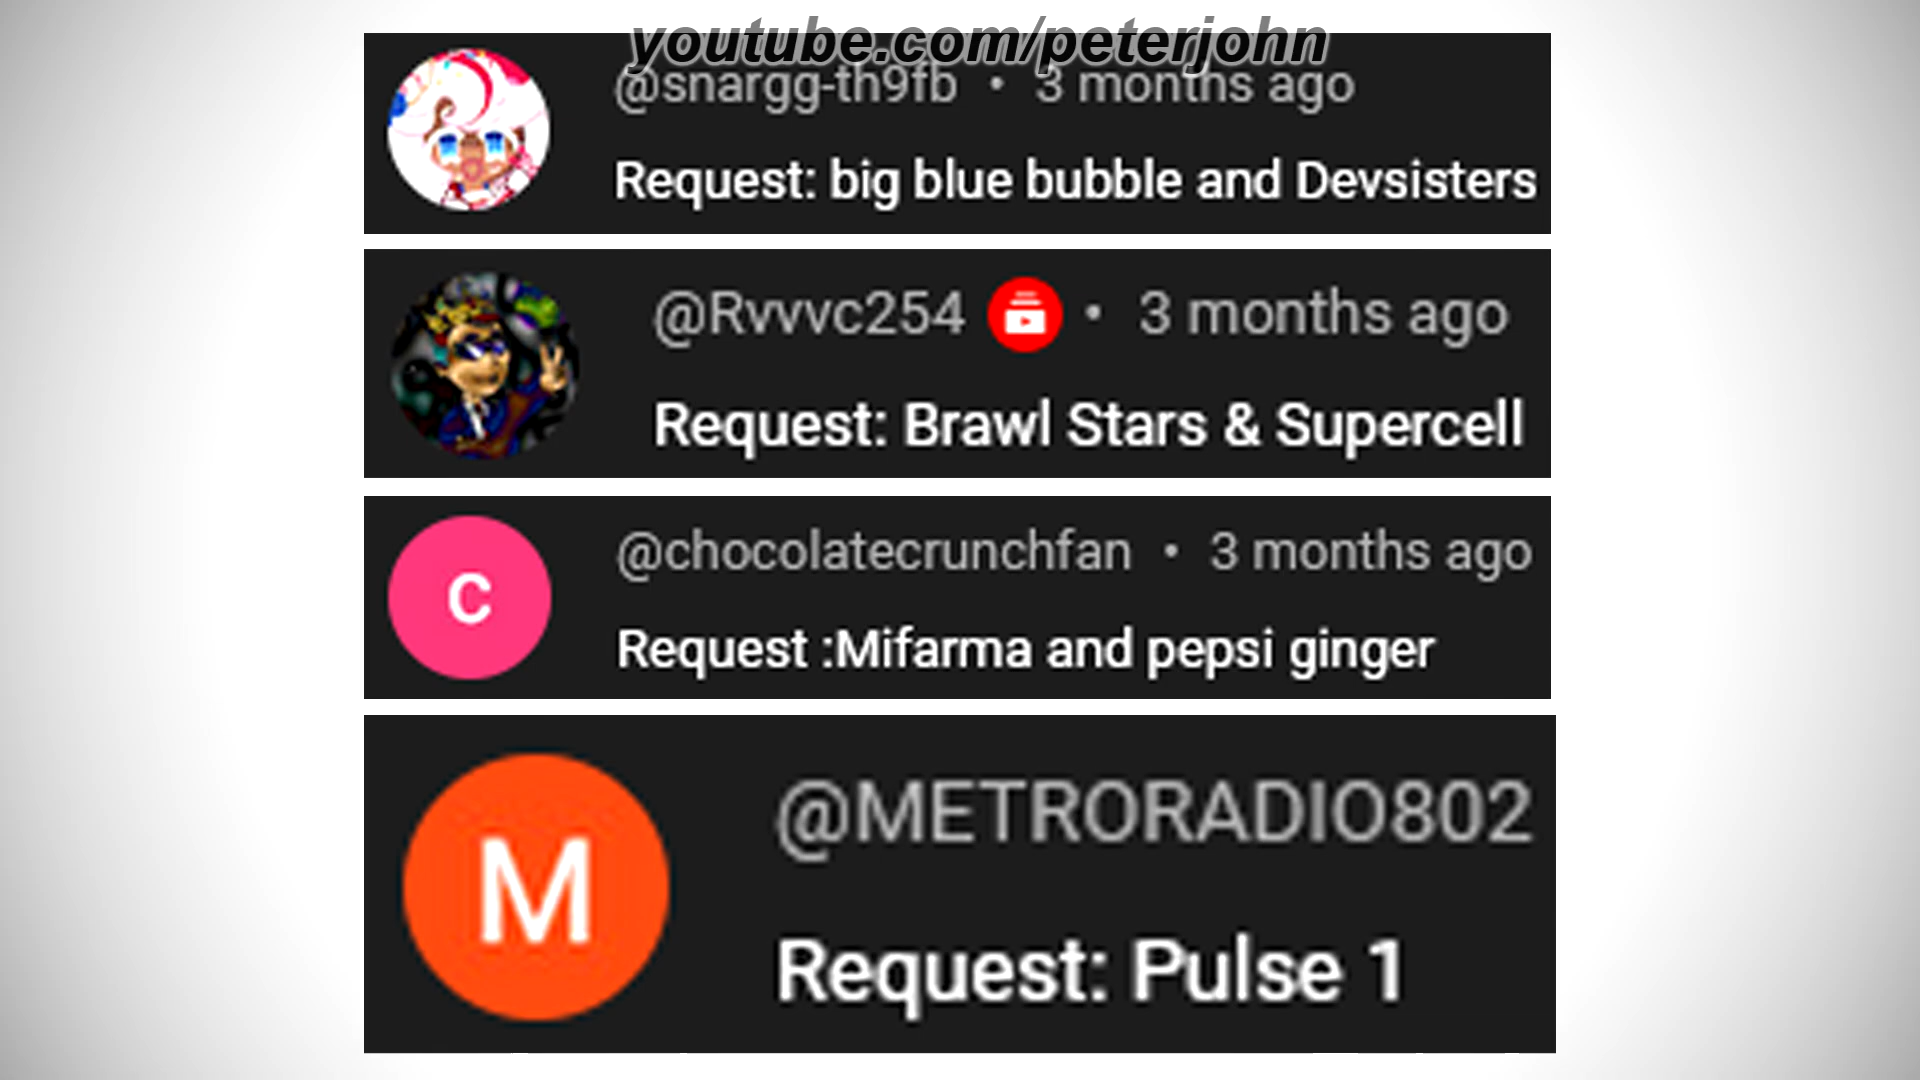 youtube.com/peterjohn
@snargg-th9fb • 3 months ago
Request: big blue bubble and Devsisters
@Rvvvc254 • 3 months ago
Request: Brawl Stars & Supercell
C
@chocolatecrunchfan • 3 months ago
Request :Mifarma and pepsi ginger
M
@METRORADIO802
Request: Pulse 1